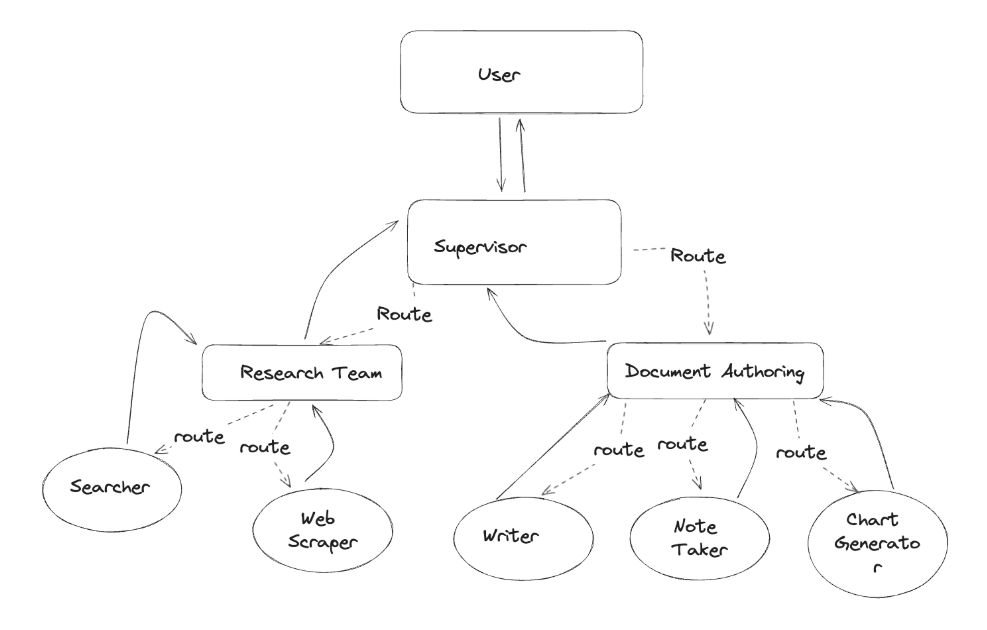 User
Supervisor
Route
Route
Research Team
Document Authoring
route
route
route
route
route
Searcher
Web
Scraper
Writer
Note
Taker
Chart
Generato
r